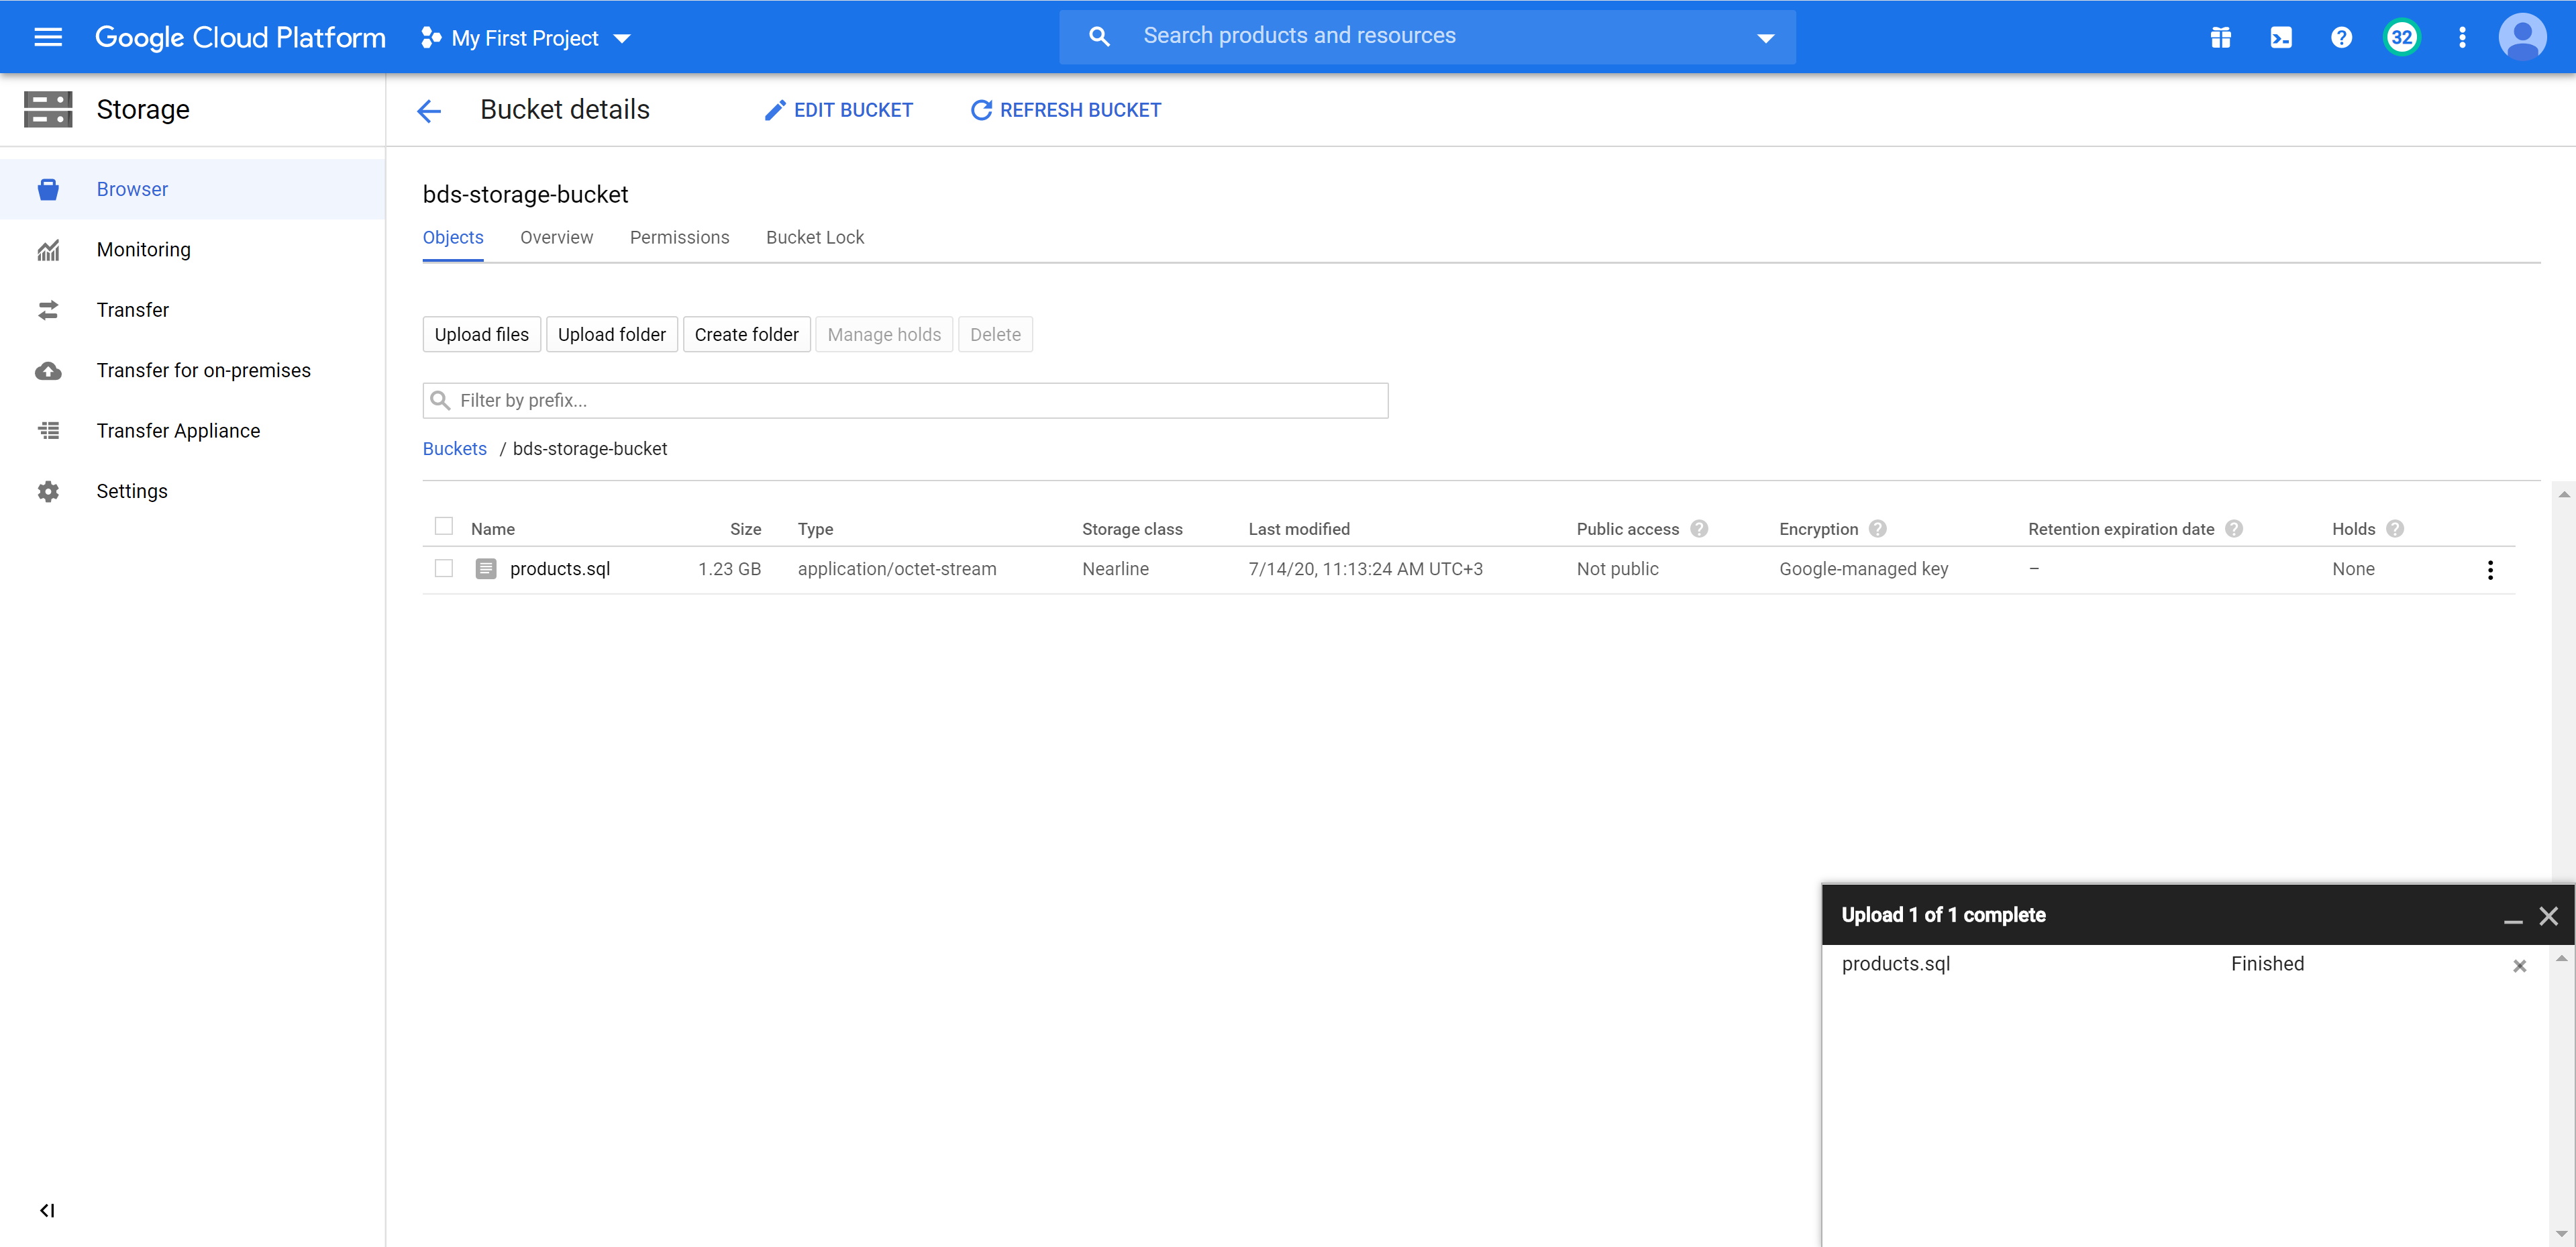 Google Cloud Platform My First Project Search products and resources 32
Storage Bucket details EDIT BUCKET REFRESH BUCKET
Browser
Monitoring
Transfer
Transfer for on-premises
Transfer Appliance
Settings
bds-storage-bucket
Objects Overview Permissions Bucket Lock
Upload files Upload folder Create folder Manage holds Delete
Filter by prefix...
Buckets / bds-storage-bucket
Name Size Type Storage class Last modified Public access Encryption Retention expiration date Holds
products.sql 1.23 GB application/octet-stream Nearline 7/14/20, 11:13:24 AM UTC+3 Not public Google-managed key – None
Upload 1 of 1 complete
products.sql Finished